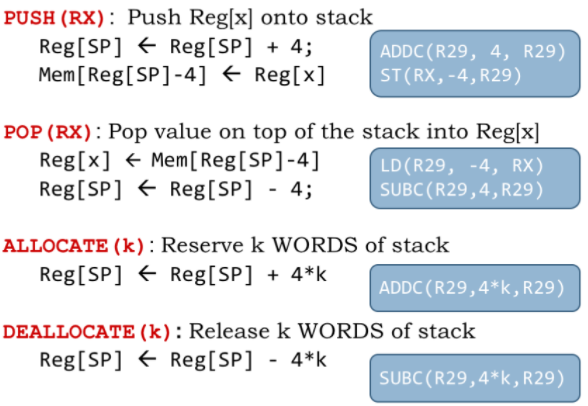 PUSH(RX): Push Reg[x] onto stack
Reg[SP] ← Reg[SP] + 4;
Mem[Reg[SP]-4] ← Reg[x]
ADDC(R29, 4, R29)
ST(RX,-4,R29)
POP(RX): Pop value on top of the stack into Reg[x]
Reg[x] ← Mem[Reg[SP]-4]
Reg[SP] ← Reg[SP] - 4;
LD(R29, -4, RX)
SUBC(R29,4,R29)
ALLOCATE(k): Reserve k WORDS of stack
Reg[SP] ← Reg[SP] + 4*k
ADDC(R29,4*k,R29)
DEALLOCATE(k): Release k WORDS of stack
Reg[SP] ← Reg[SP] - 4*k
SUBC(R29,4*k,R29)